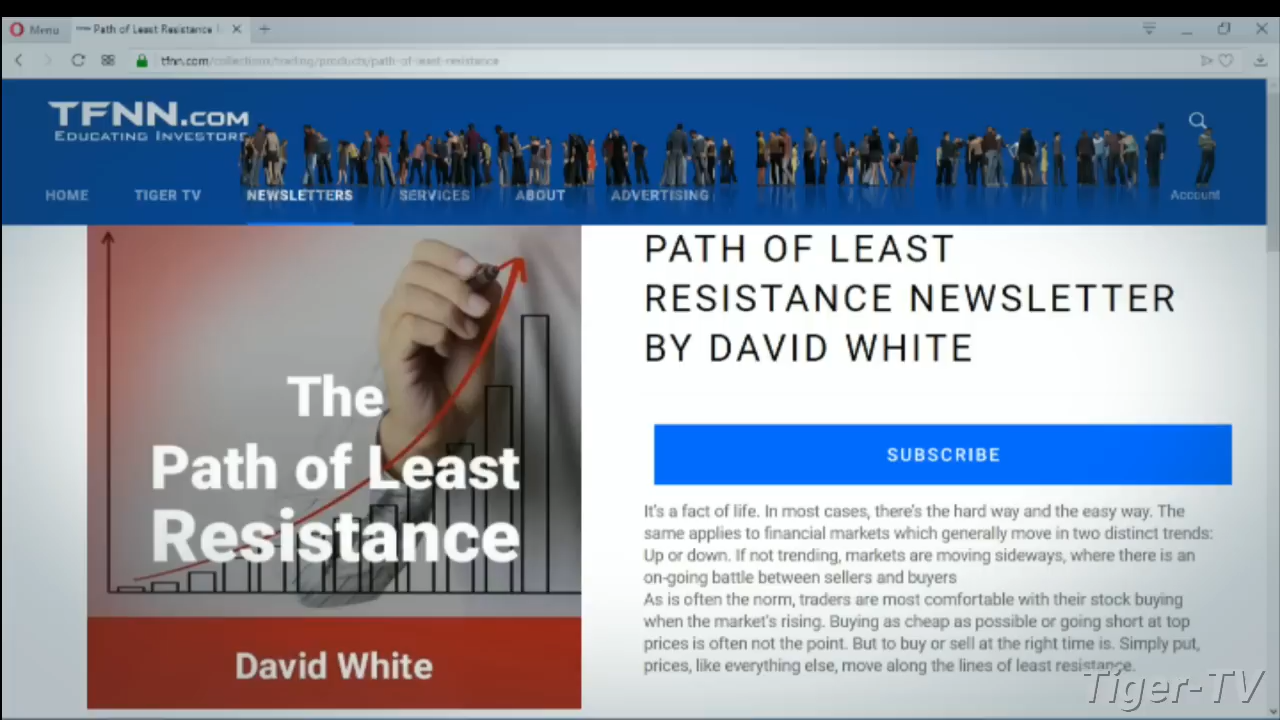 Menu
Path of Least Resistance
tfnn.com/collections/trading/products/path-of-least-resistance
TFNN.COM
EDUCATING INVESTORS
HOME TIGER TV NEWSLETTERS SERVICES ABOUT ADVERTISING Account
The
Path of Least
Resistance
David White
PATH OF LEAST
RESISTANCE NEWSLETTER
BY DAVID WHITE
SUBSCRIBE
It's a fact of life. In most cases, there's the hard way and the easy way. The
same applies to financial markets which generally move in two distinct trends:
Up or down. If not trending, markets are moving sideways, where there is an
on-going battle between sellers and buyers
As is often the norm, traders are most comfortable with their stock buying
when the market's rising. Buying as cheap as possible or going short at top
prices is often not the point. But to buy or sell at the right time is. Simply put,
prices, like everything else, move along the lines of least resistance.
Tiger-TV